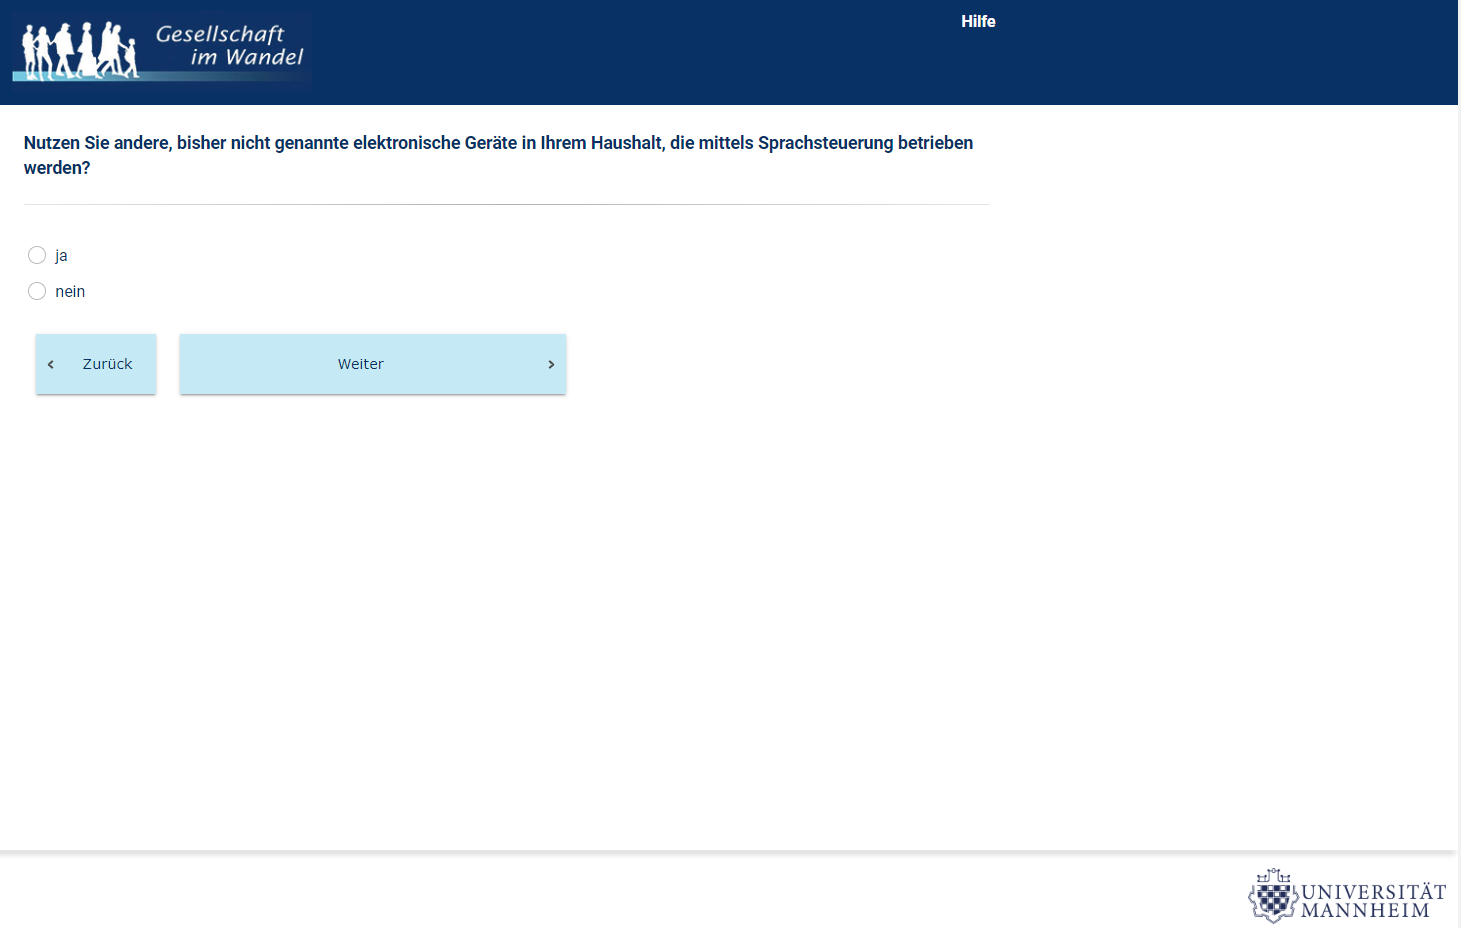 Gesellschaft
im Wandel
Hilfe
Nutzen Sie andere, bisher nicht genannte elektronische Geräte in Ihrem Haushalt, die mittels Sprachsteuerung betrieben
werden?
ja
nein
Zurück
Weiter
UNIVERSITÄT
MANNHEIM